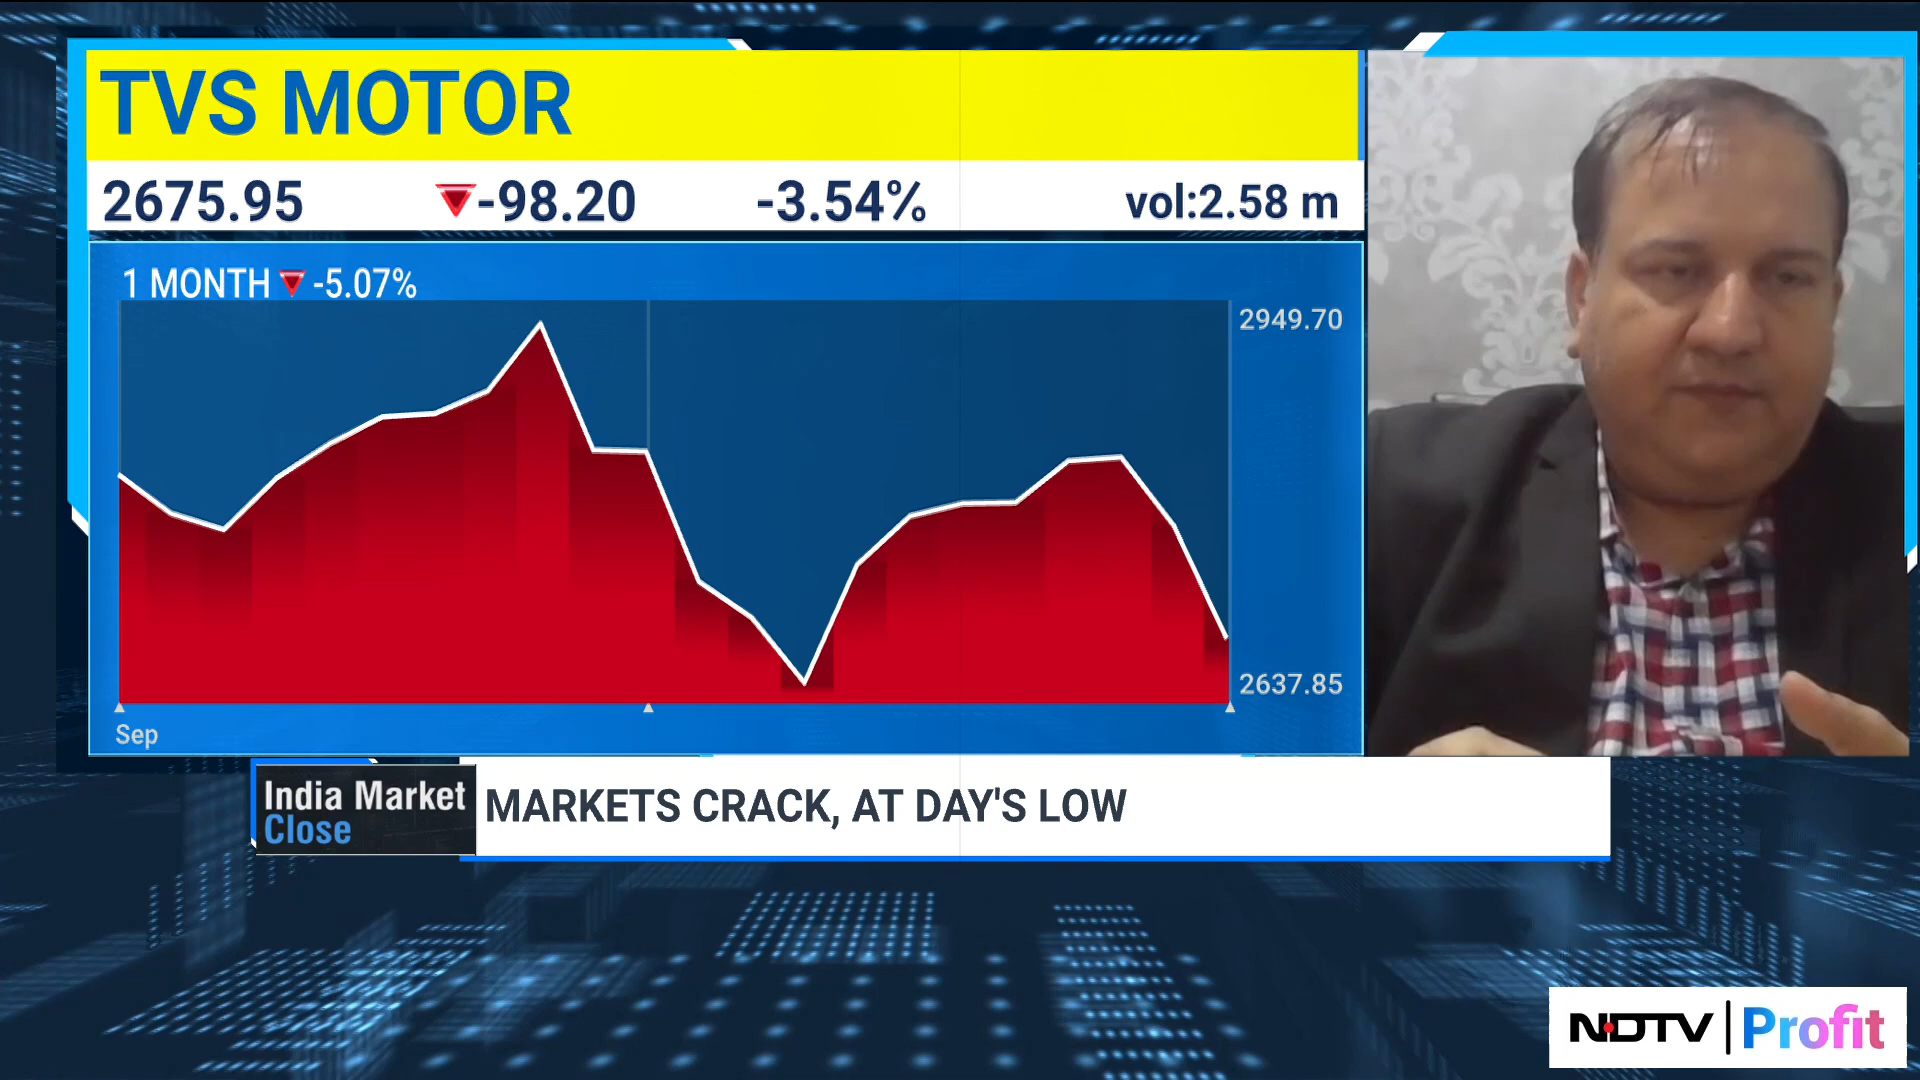 TVS MOTOR
2675.95 -98.20 -3.54% vol:2.58 m
1 MONTH -5.07%
2949.70
2637.85
Sep
India Market
Close
MARKETS CRACK, AT DAY'S LOW
NDTV Profit